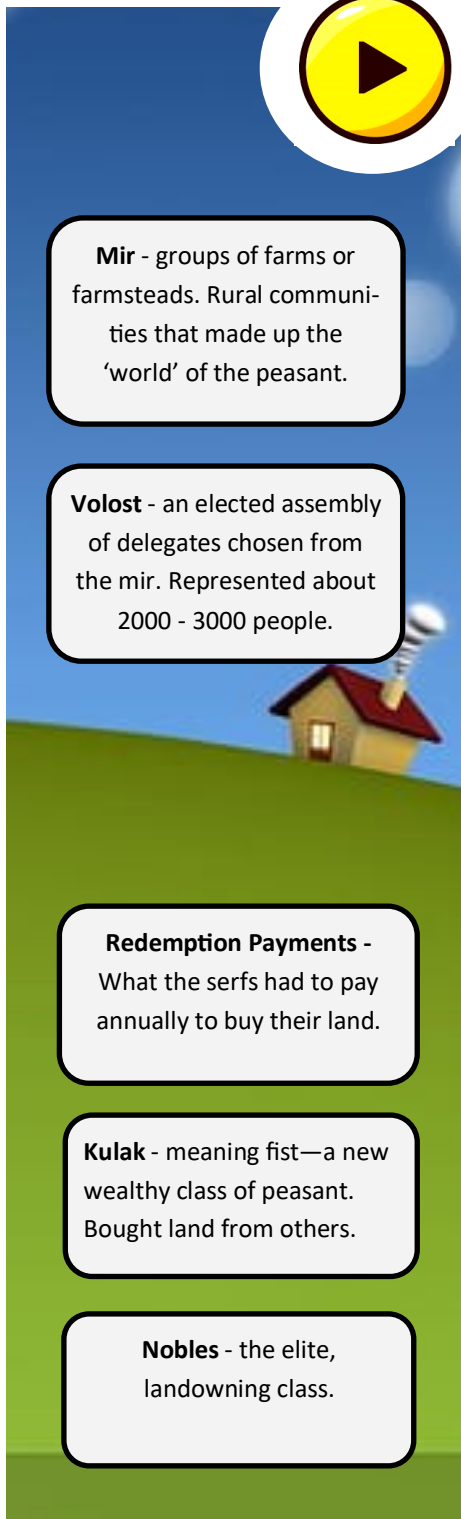 Mir - groups of farms or
farmsteads. Rural communi-
ties that made up the
‘world’ of the peasant.
Volost - an elected assembly
of delegates chosen from
the mir. Represented about
2000 - 3000 people.
Redemption Payments -
What the serfs had to pay
annually to buy their land.
Kulak - meaning fist—a new
wealthy class of peasant.
Bought land from others.
Nobles - the elite,
landowning class.